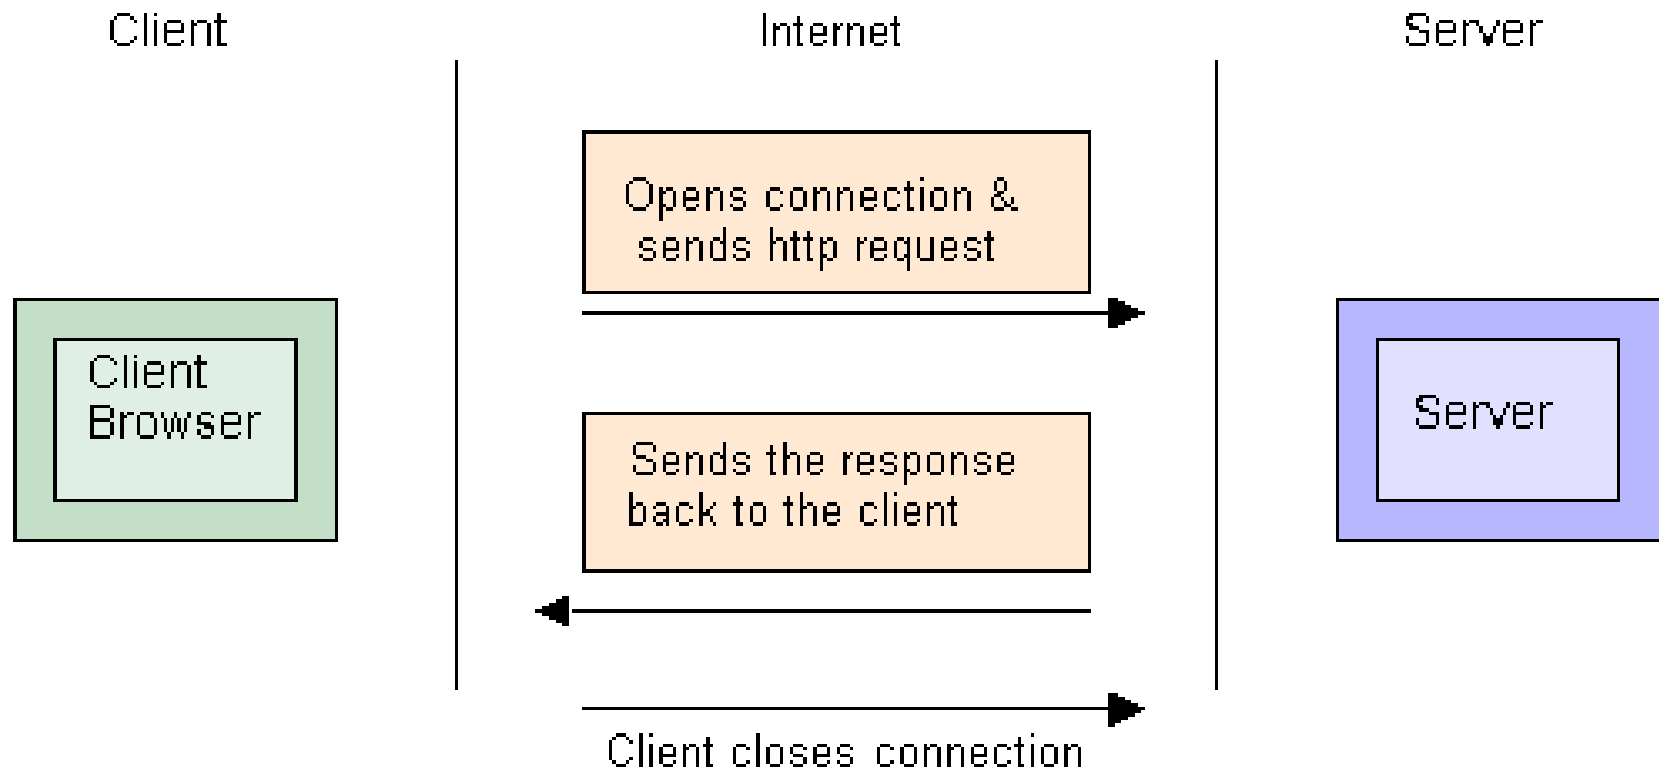 Client
Internet
Server
Opens connection &
sends http request
Client
Browser
Server
Sends the response
back to the client
Client closes connection